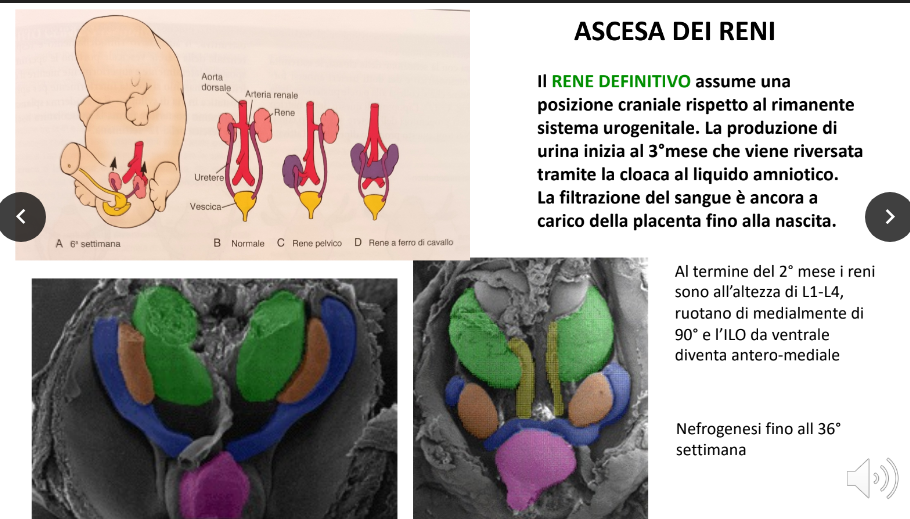 ASCESA DEI RENI
Il RENE DEFINITIVO assume una
posizione craniale rispetto al rimanente
sistema urogenitale. La produzione di
urina inizia al 3°mese che viene riversata
tramite la cloaca al liquido amniotico.
La filtrazione del sangue è ancora a
carico della placenta fino alla nascita.
Aorta
dorsale
Arteria renale
Rene
Uretere
Vescica
A 6ª settimana
B Normale
C Rene pelvico
D Rene a ferro di cavallo
Al termine del 2° mese i reni
sono all'altezza di L1-L4,
ruotano di medialmente di
90° e l'ILO da ventrale
diventa antero-mediale
Nefrogenesi fino all 36°
settimana